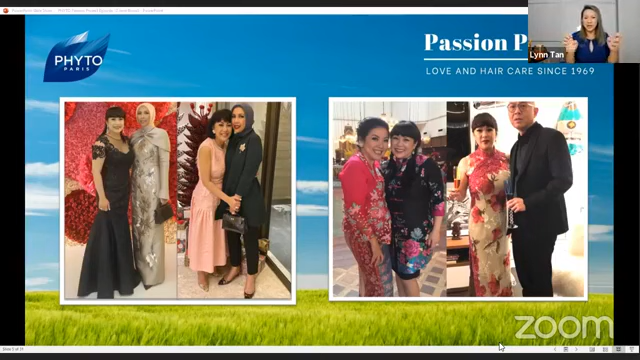 PHYTO
PARIS
Passion P
LOVE AND HAIR CARE SINCE 1969
Lynn Tan
zoom